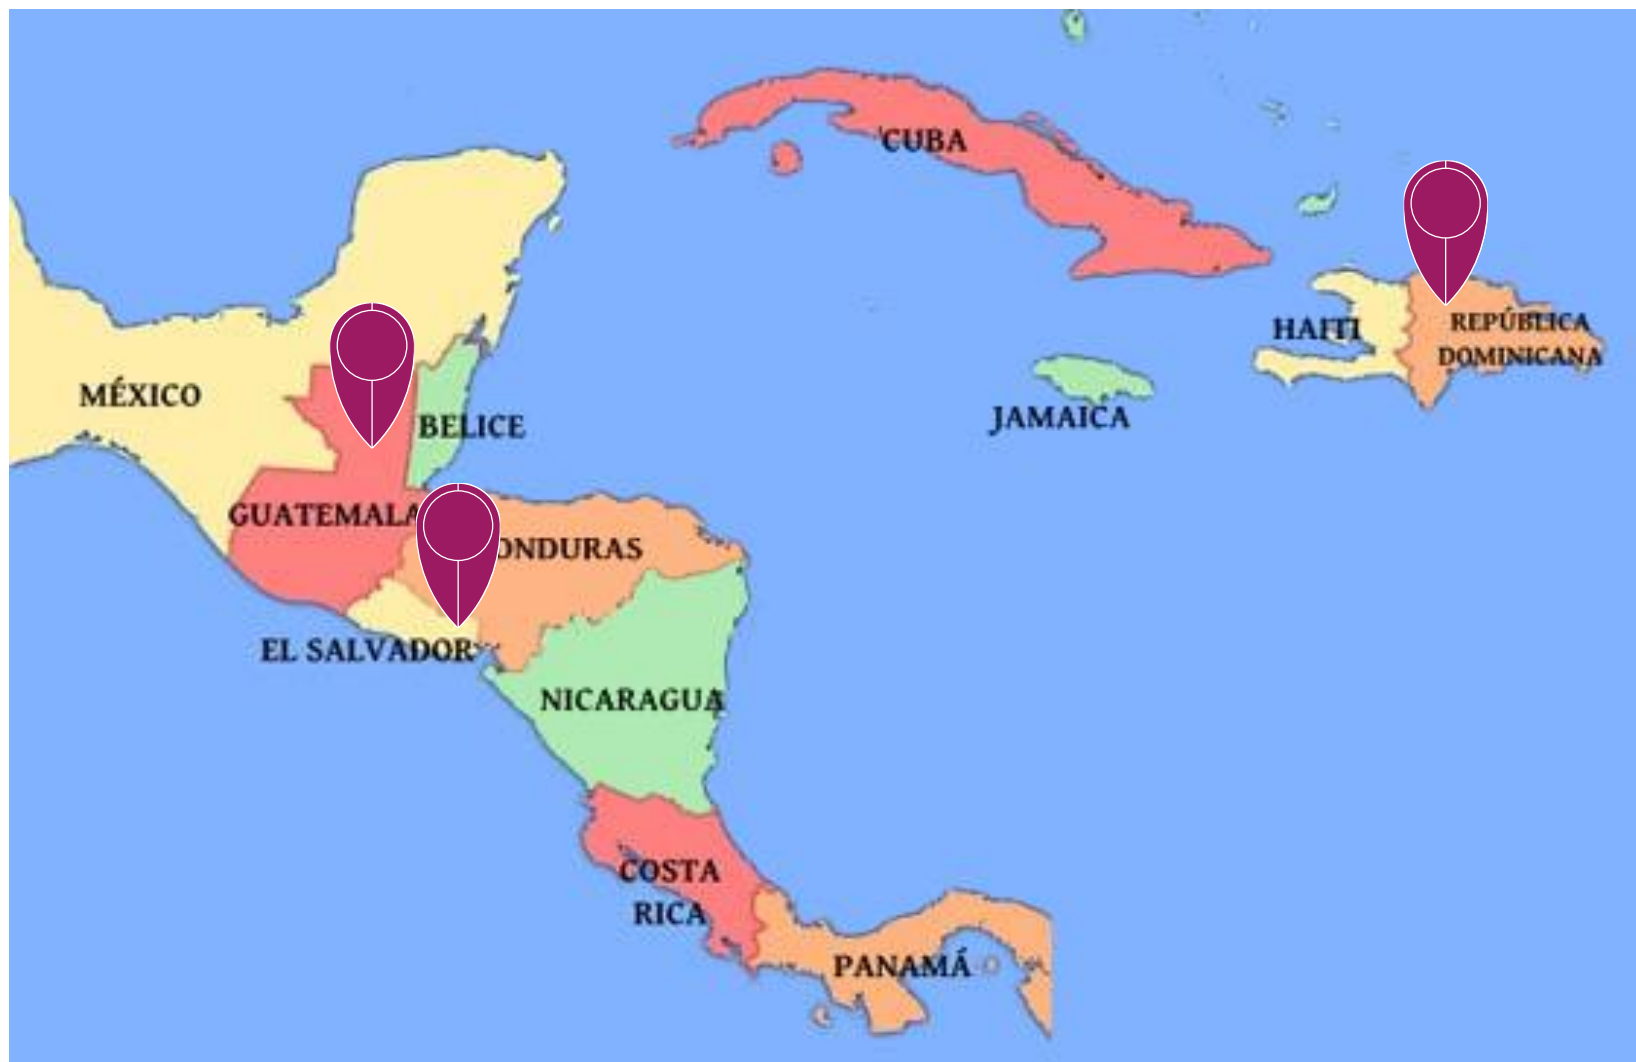 CUBA
HAITI
REPÚBLICA
DOMINICANA
MÉXICO
BELICE
JAMAICA
GUATEMALA
ONDURAS
EL SALVADOR
NICARAGUA
COSTA
RICA
PANAMÁ